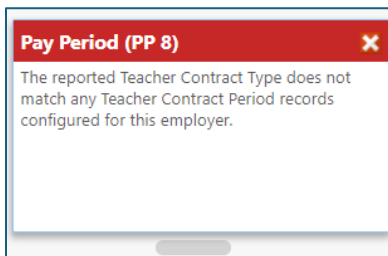 Pay Period (PP 8)
The reported Teacher Contract Type does not
match any Teacher Contract Period records
configured for this employer.